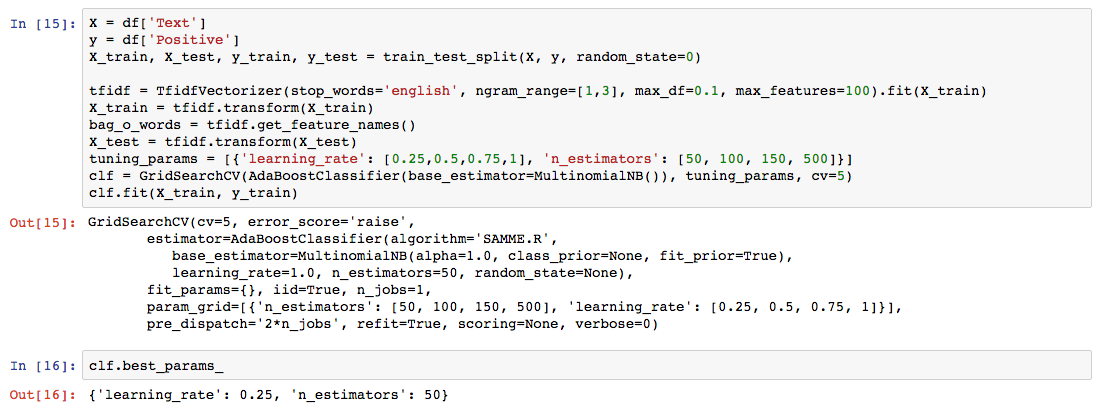 In [15]: X = df['Text']
y = df['Positive']
X_train, X_test, y_train, y_test = train_test_split(X, y, random_state=0)
tfidf = TfidfVectorizer(stop_words='english', ngram_range=[1,3], max_df=0.1, max_features=100).fit(X_train)
X_train = tfidf.transform(X_train)
bag_o_words = tfidf.get_feature_names()
X_test = tfidf.transform(X_test)
tuning_params = [{'learning_rate': [0.25,0.5,0.75,1], 'n_estimators': [50, 100, 150, 500]}]
clf = GridSearchCV(AdaBoostClassifier(base_estimator=MultinomialNB()), tuning_params, cv=5)
clf.fit(X_train, y_train)
Out[15]: GridSearchCV(cv=5, error_score='raise',
estimator=AdaBoostClassifier(algorithm='SAMME.R',
base_estimator=MultinomialNB(alpha=1.0, class_prior=None, fit_prior=True),
learning_rate=1.0, n_estimators=50, random_state=None),
fit_params={}, iid=True, n_jobs=1,
param_grid=[{'n_estimators': [50, 100, 150, 500], 'learning_rate': [0.25, 0.5, 0.75, 1]}],
pre_dispatch='2*n_jobs', refit=True, scoring=None, verbose=0)
In [16]: clf.best_params_
Out[16]: {'learning_rate': 0.25, 'n_estimators': 50}